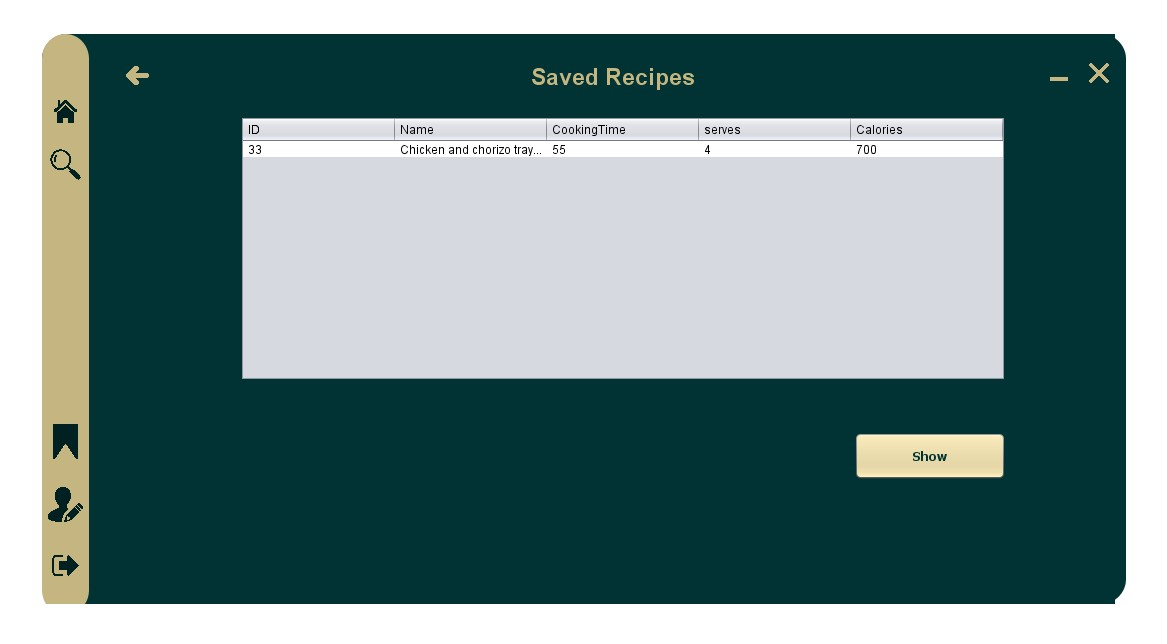 Saved Recipes
ID Name CookingTime serves Calories
33 Chicken and chorizo tray... 55 4 700
Show